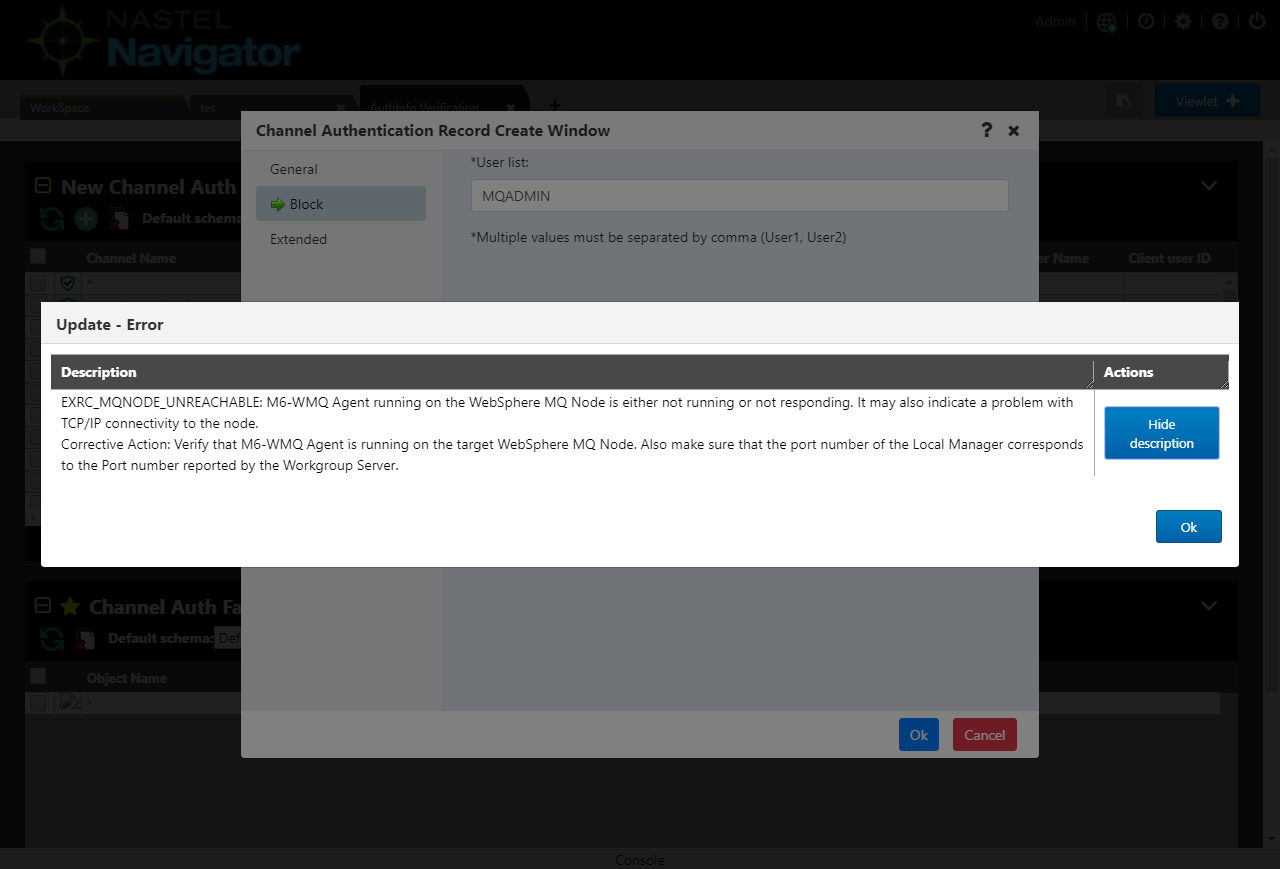 NASTEL
Navigator
Admin
WorkSpace
tes
AuthInfo Verification
Viewlet
Channel Authentication Record Create Window
General
Block
Extended
*User list:
MQADMIN
*Multiple values must be separated by comma (User1, User2)
New Channel Auth
Default schema
Channel Name
er Name
Client user ID
*
Update - Error
Description
Actions
EXRC_MQNODE_UNREACHABLE: M6-WMQ Agent running on the WebSphere MQ Node is either not running or not responding. It may also indicate a problem with
TCP/IP connectivity to the node.
Corrective Action: Verify that M6-WMQ Agent is running on the target WebSphere MQ Node. Also make sure that the port number of the Local Manager corresponds
to the Port number reported by the Workgroup Server.
Hide
description
Ok
Channel Auth Fa
Default schema:
Def
Object Name
*
Ok
Cancel
Console